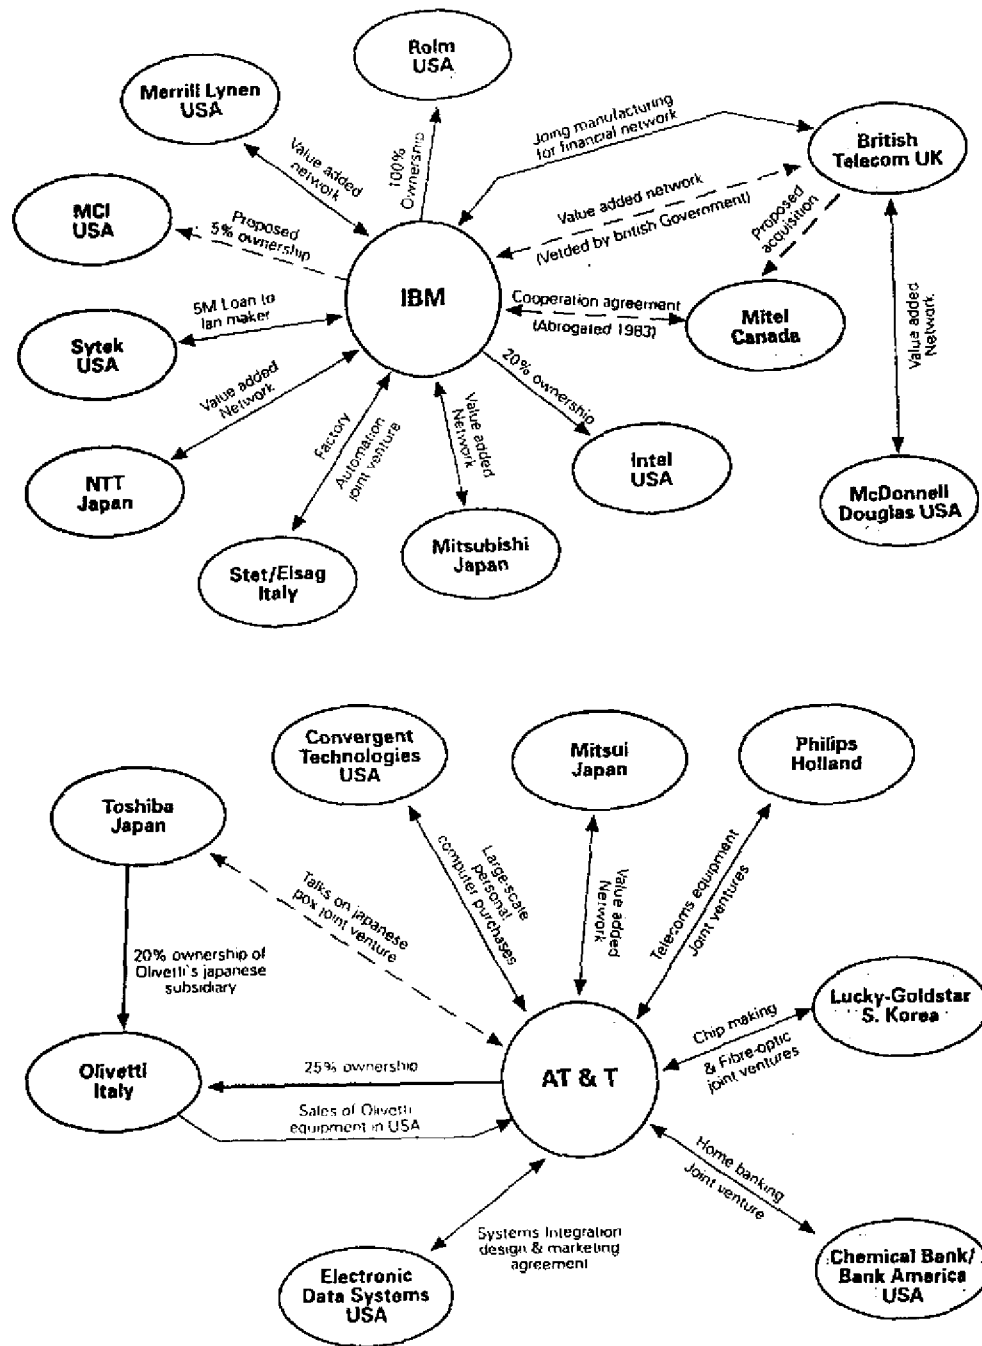 Rolm
USA
Merrill Lynen
USA
MCI
USA
Sytek
USA
NTT
Japan
Stet/Elsag
Italy
Mitsubishi
Japan
Intel
USA
Mitel
Canada
British
Telecom UK
McDonnell
Douglas USA
IBM
100%
Ownership
Value added
network
Proposed
5% ownership
5M Loan to
lan maker
Value added
Network
Factory
Automation
joint venture
Value added
Network
20% ownership
Cooperation agreement
(Abrogated 1983)
Value added network
(Vetded by british Government)
Joing manufacturing
for financial network
Proposed
acquisition
Value added
Network
Convergent
Technologies
USA
Mitsui
Japan
Philips
Holland
Toshiba
Japan
Large-scale
personal
computer purchases
Value added
Network
Telecoms equipment
Joint ventures
Talks on japanese
pbx joint venture
20% ownership of
Olivetti's japanese
subsidiary
Olivetti
Italy
25% ownership
Sales of Olivetti
equipment in USA
AT & T
Chip making
& Fibre-optic
joint ventures
Lucky-Goldstar
S. Korea
Home banking
Joint venture
Systems Integration
design & marketing
agreement
Electronic
Data Systems
USA
Chemical Bank/
Bank America
USA